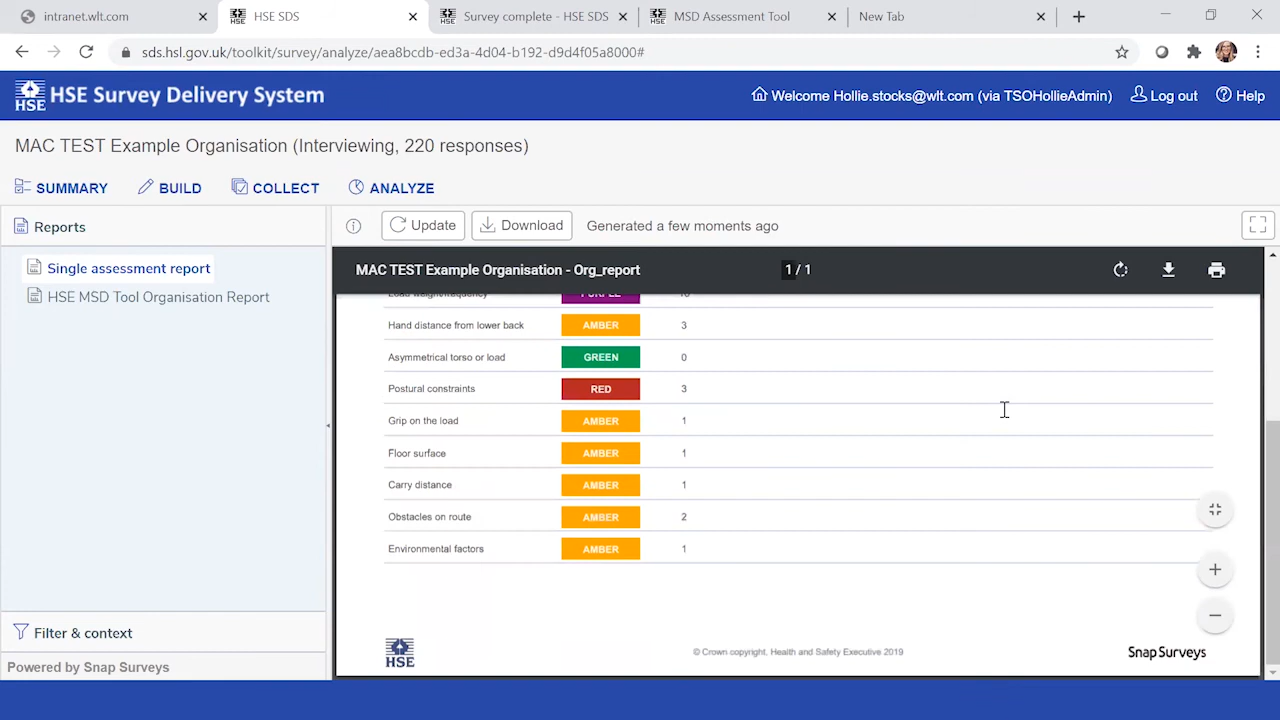 intranet.wlt.com
HSE SDS
Survey complete - HSE SDS
MSD Assessment Tool
New Tab
sds.hsl.gov.uk/toolkit/survey/analyze/aea8bcdb-ed3a-4d04-b192-d9d4f05a8000#
HSE
HSE Survey Delivery System
Welcome Hollie.stocks@wlt.com (via TSOHollieAdmin)
Log out
Help
MAC TEST Example Organisation (Interviewing, 220 responses)
SUMMARY
BUILD
COLLECT
ANALYZE
Reports
Update
Download
Generated a few moments ago
Single assessment report
HSE MSD Tool Organisation Report
MAC TEST Example Organisation - Org_report
1 / 1
Load weight/frequency PURPLE 10
Hand distance from lower back AMBER 3
Asymmetrical torso or load GREEN 0
Postural constraints RED 3
Grip on the load AMBER 1
Floor surface AMBER 1
Carry distance AMBER 1
Obstacles on route AMBER 2
Environmental factors AMBER 1
Filter & context
HSE
© Crown copyright, Health and Safety Executive 2019
Snap Surveys
Powered by Snap Surveys